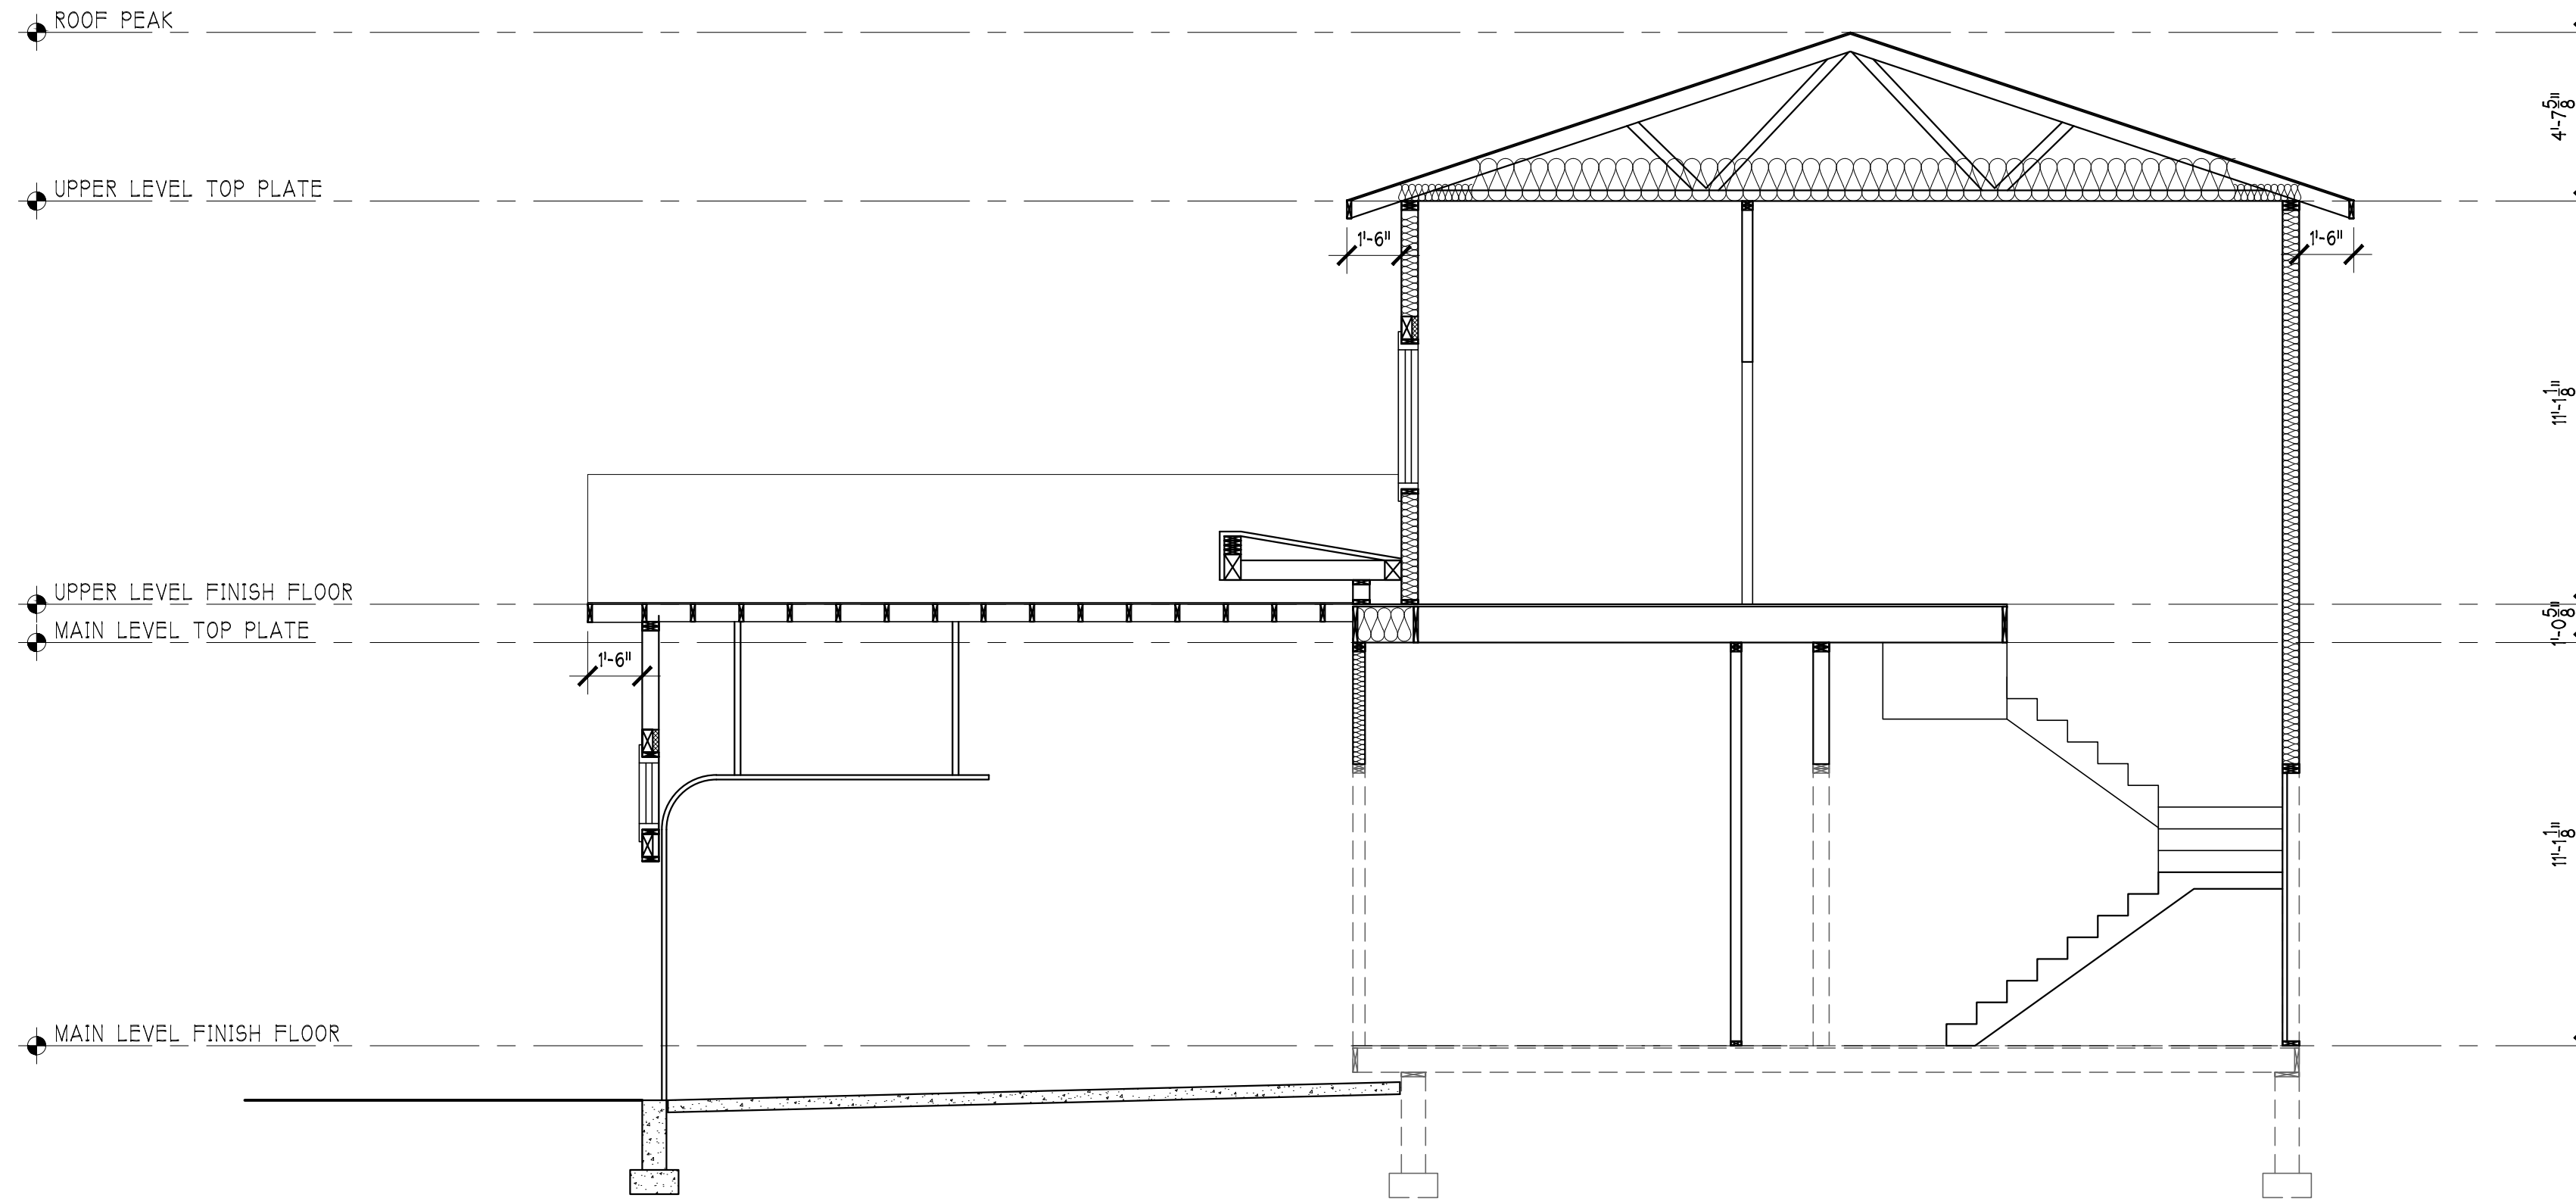 ROOF PEAK
4'-7 5/8"
UPPER LEVEL TOP PLATE
1'-6"
1'-6"
11'-1 1/8"
UPPER LEVEL FINISH FLOOR
1'-0 5/8"
MAIN LEVEL TOP PLATE
1'-6"
11'-1 1/8"
MAIN LEVEL FINISH FLOOR